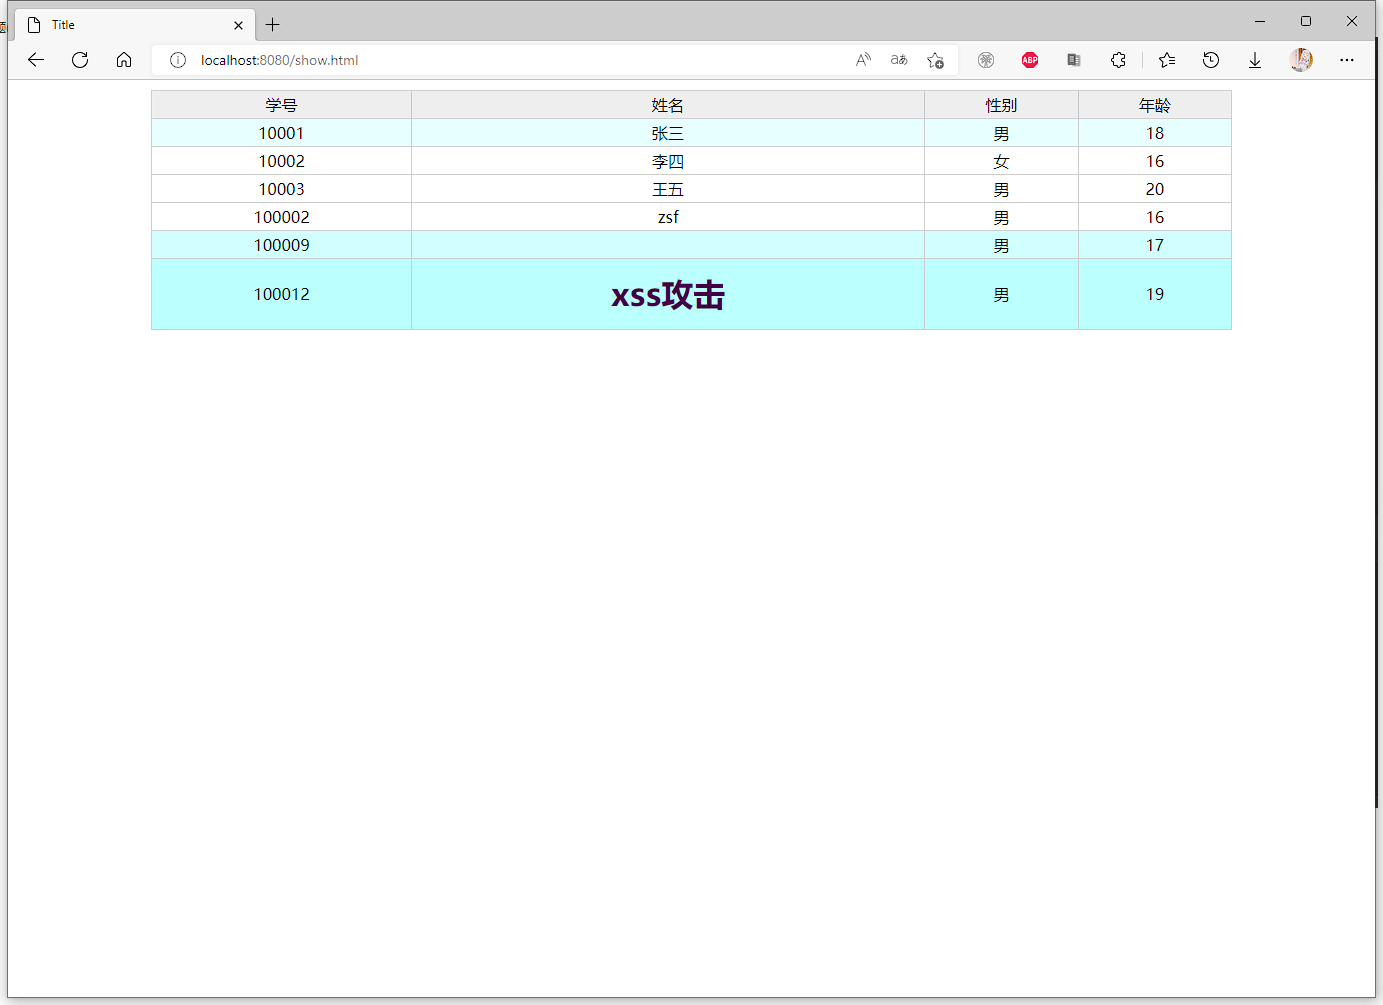 Title
localhost:8080/show.html
ABP
学号 姓名 性别 年龄
10001 张三 男 18
10002 李四 女 16
10003 王五 男 20
100002 zsf 男 16
100009 男 17
100012 xss攻击 男 19